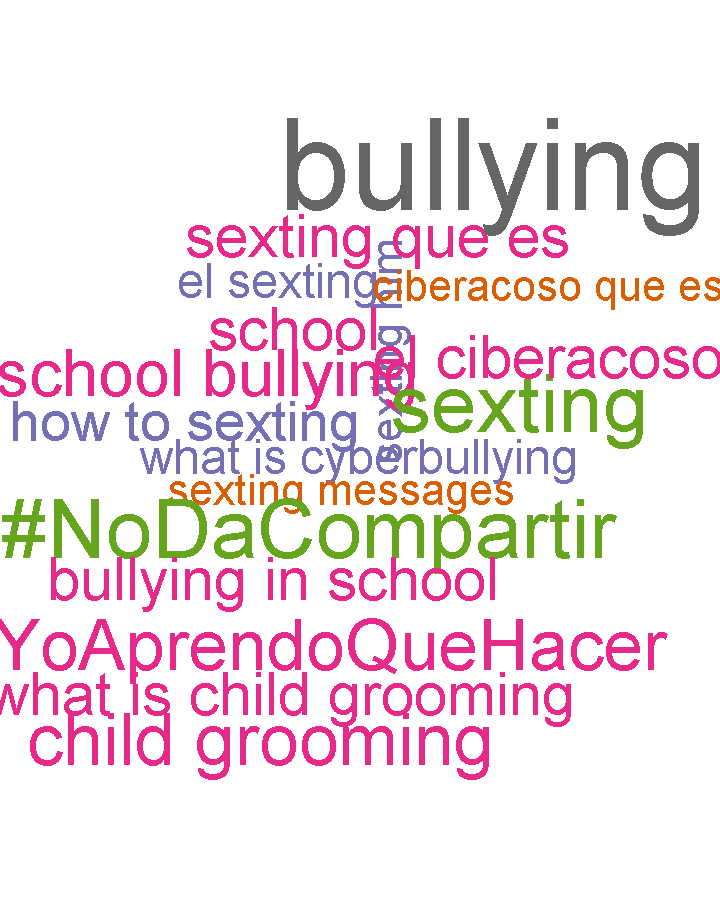 bullying
sexting que es
el sexting
ciberacoso que es
sexting him
school
el ciberacoso
school bullying
sexting
how to sexting
what is cyberbullying
sexting messages
#NoDaCompartir
bullying in school
YoAprendoQueHacer
what is child grooming
child grooming